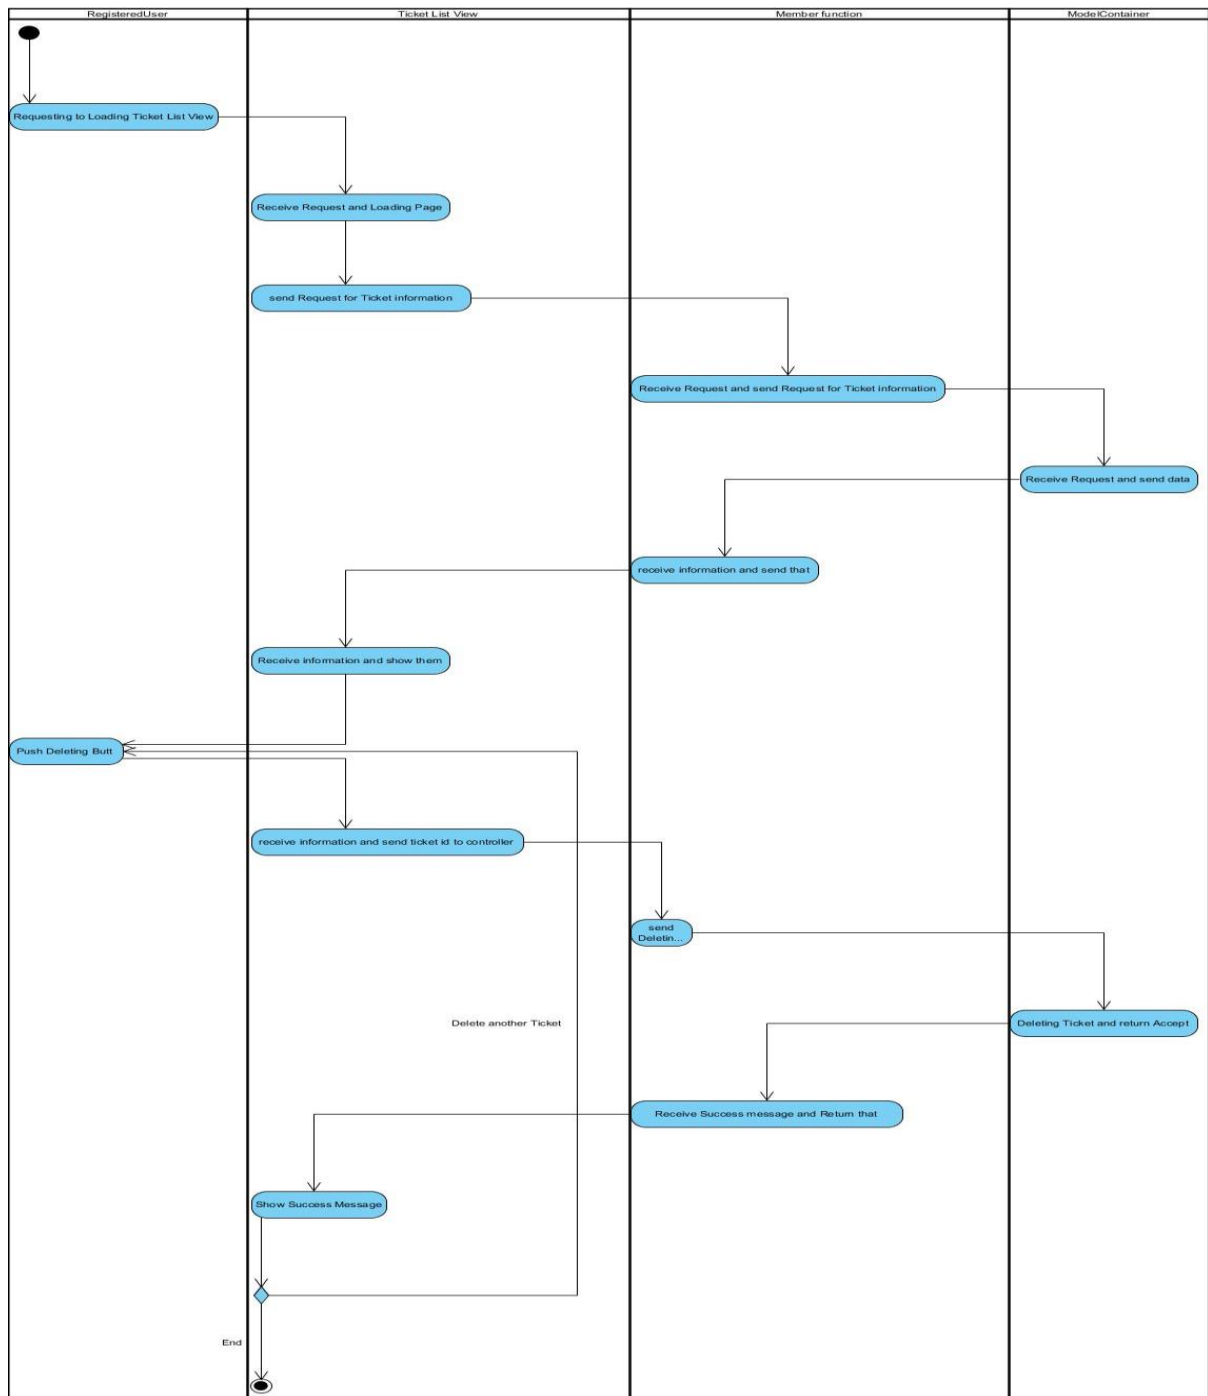 RegisteredUser
Ticket List View
Member function
ModelContainer
Requesting to Loading Ticket List View
Receive Request and Loading Page
send Request for Ticket information
Receive Request and send Request for Ticket information
Receive Request and send data
receive information and send that
Receive information and show them
Push Deleting Butt
receive information and send ticket id to controller
send
Deletin...
Delete another Ticket
Deleting Ticket and return Accept
Receive Success message and Return that
Show Success Message
End